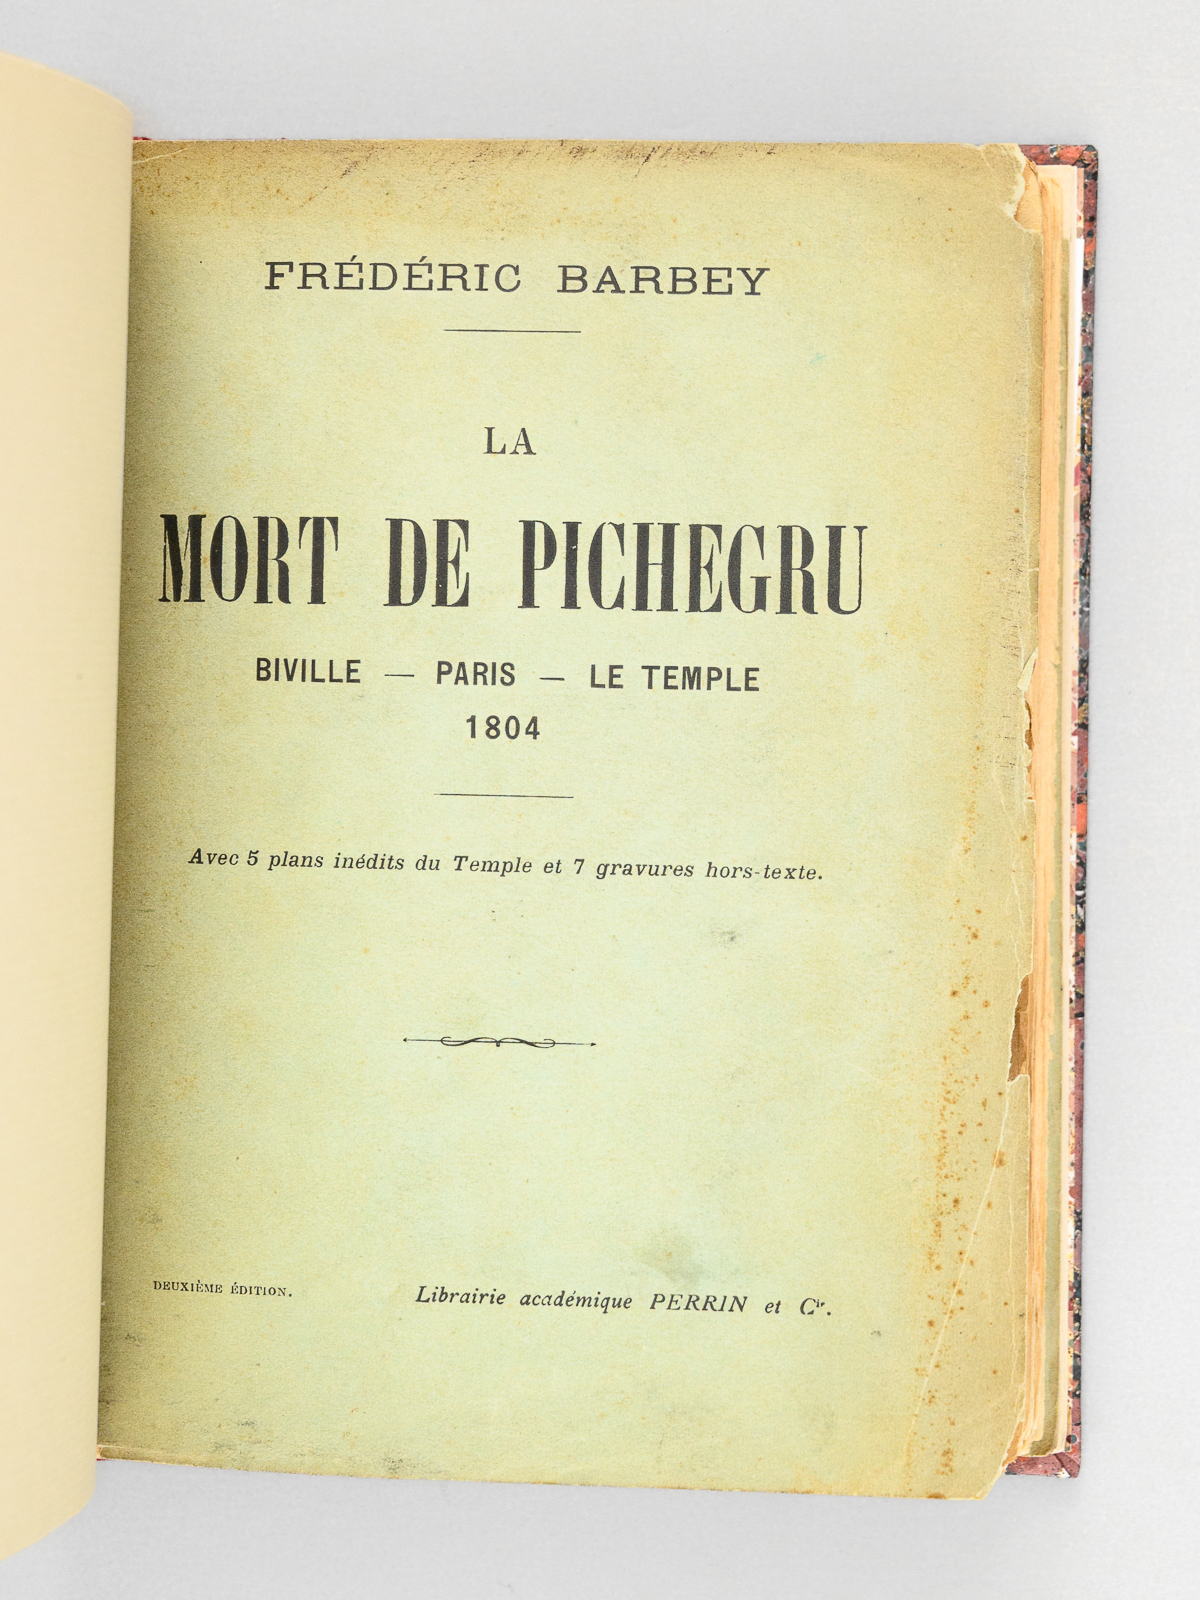 FRÉDÉRIC BARBEY
LA
MORT DE PICHEGRU
BIVILLE — PARIS — LE TEMPLE
1804
Avec 5 plans inédits du Temple et 7 gravures hors-texte.
DEUXIÈME ÉDITION.
Librairie académique PERRIN et Cie.